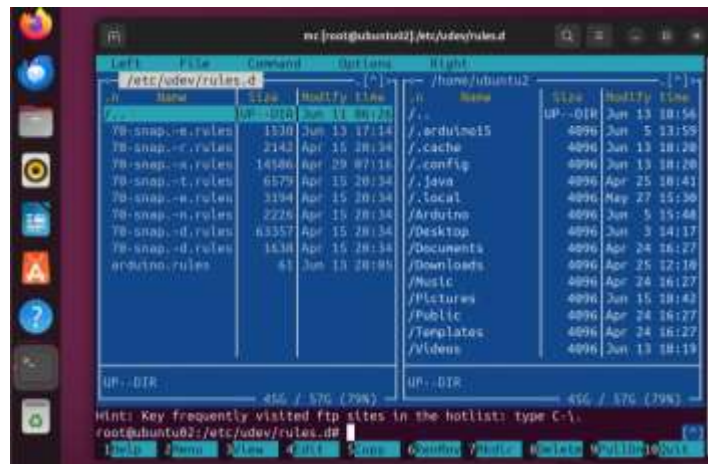 mc [root@ubuntu02]:/etc/udev/rules.d
Left File Command Options Right
/etc/udev/rules.d .[^]> <- /home/ubuntu2 .[^]>
.n Name Size Modify time .n Name Size Modify time
/.. UP--DIR Jun 11 06:26 /.. UP--DIR Jun 13 18:56
70-snap.~e.rules 1530 Jun 13 17:14 /.arduino15 4096 Jun 5 13:59
70-snap.~r.rules 2142 Apr 15 20:34 /.cache 4096 Jun 13 18:20
70-snap.~n.rules 14506 Apr 29 07:16 /.config 4096 Jun 13 18:20
70-snap.~t.rules 6579 Apr 15 20:34 /.java 4096 Apr 25 10:41
70-snap.~e.rules 3194 Apr 15 20:34 /.local 4096 May 27 15:30
70-snap.~n.rules 2226 Apr 15 20:34 /Arduino 4096 Jun 5 15:48
70-snap.~d.rules 63357 Apr 15 20:34 /Desktop 4096 Jun 3 14:17
70-snap.~d.rules 1638 Apr 15 20:34 /Documents 4096 Apr 24 16:27
arduino.rules 61 Jun 15 20:05 /Downloads 4096 Apr 25 12:10
/Music 4096 Apr 24 16:27
/Pictures 4096 Jun 15 18:42
/Public 4096 Apr 24 16:27
/Templates 4096 Apr 24 16:27
/Videos 4096 Jun 13 18:19
UP--DIR UP--DIR
45G / 57G (79%) 45G / 57G (79%)
Hint: Key frequently visited ftp sites in the hotlist: type C-\.
root@ubuntu02:/etc/udev/rules.d# [^]
1Help 2Menu 3View 4Edit 5Copy 6RenMov 7Mkdir 8Delete 9PullDn 10Quit